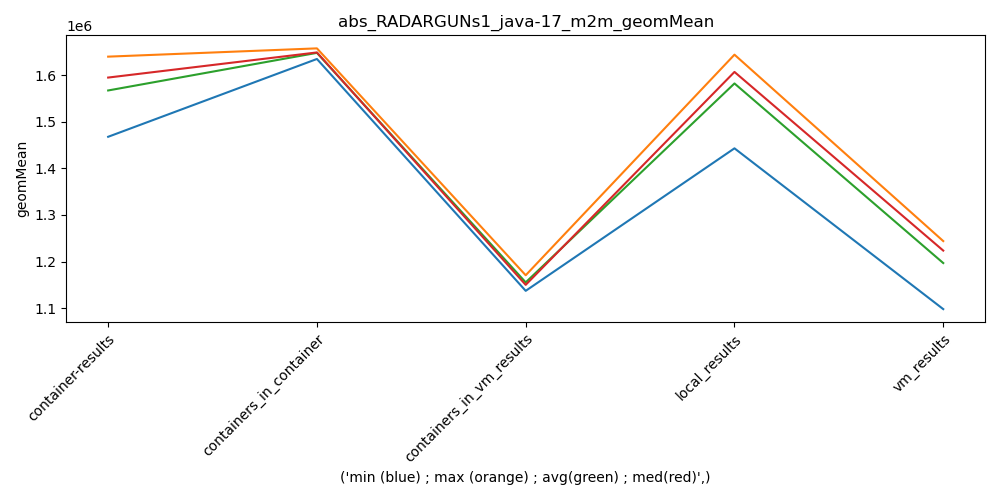 abs_RADARGUNs1_java-17_m2m_geomMean
1e6
1.6
1.5
1.4
1.3
1.2
1.1
geomMean
container-results
containers_in_container
containers_in_vm_results
local_results
vm_results
('min (blue) ; max (orange) ; avg(green) ; med(red)',)